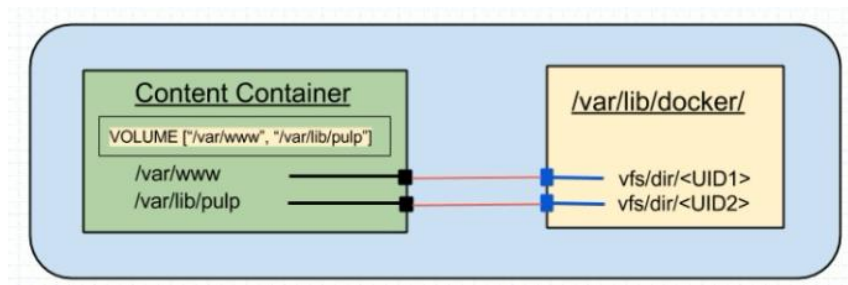 Content Container
VOLUME ["/var/www", "/var/lib/pulp"]
/var/www
/var/lib/pulp
/var/lib/docker/
vfs/dir/<UID1>
vfs/dir/<UID2>